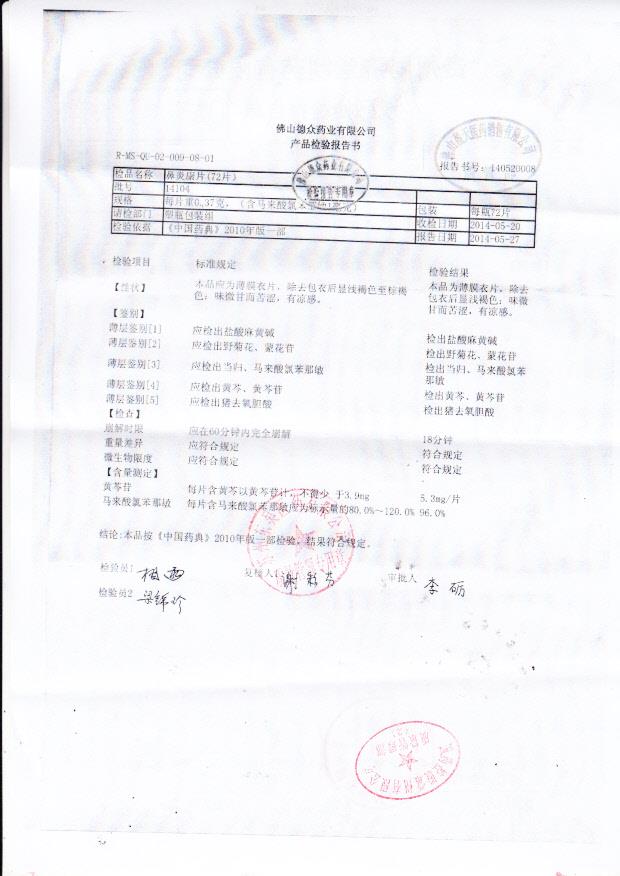 佛山德众药业有限公司
产品检验报告书
R-MS-QU-02-009-08-01 报告书号：140520008
检品名称 鼻炎康片(72片)
批号 14104
规格 每片重0.37克，（含马来酸氯苯那敏1毫克） 包装 每瓶72片
请检部门 塑瓶包装组 收检日期 2014-05-20
检验依据 《中国药典》2010年版一部 报告日期 2014-05-27
检验项目 标准规定 检验结果
【性状】 本品应为薄膜衣片，除去包衣后显浅褐色至棕褐 本品为薄膜衣片，除去
色；味微甘而苦涩，有凉感。 包衣后显浅褐色；味微
甘而苦涩，有凉感。
【鉴别】
薄层鉴别[1] 应检出盐酸麻黄碱 检出盐酸麻黄碱
薄层鉴别[2] 应检出野菊花、蒙花苷 检出野菊花、蒙花苷
薄层鉴别[3] 应检出当归、马来酸氯苯那敏 检出当归、马来酸氯苯
那敏
薄层鉴别[4] 应检出黄芩、黄芩苷 检出黄芩、黄芩苷
薄层鉴别[5] 应检出猪去氧胆酸 检出猪去氧胆酸
【检查】
崩解时限 应在60分钟内完全崩解 18分钟
重量差异 应符合规定 符合规定
微生物限度 应符合规定 符合规定
【含量测定】
黄芩苷 每片含黄芩以黄芩苷计，不得少 于3.9mg 5.3mg/片
马来酸氯苯那敏 每片含马来酸氯苯那敏应为标示量的80.0%~120.0% 96.0%
结论:本品按《中国药典》2010年版一部检验，结果符合规定。
检验员1 复核人 谢彩芬 审批人 李砺
检验员2 梁锦珍